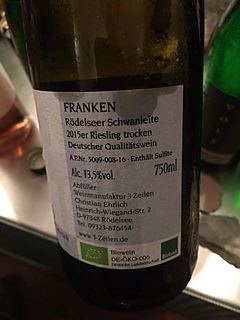 FRANKEN
Rödelseer Schwanleite
2015er Riesling trocken
Deutscher Qualitätswein
A.P.Nr. 5009-008-16 · Enthält Sulfite
Alc. 13,5%vol. 750ml
Abfüller
Weinmanufaktur 3 Zeilen
Christian Ehrlich
Heinrich-Wiegand-Str. 2
D-97348 Rödelsee
Tel. 09323-876454
www.3-Zeilen.de
Biowein
DE-ÖKO-006
Deutsche Landwirtschaft